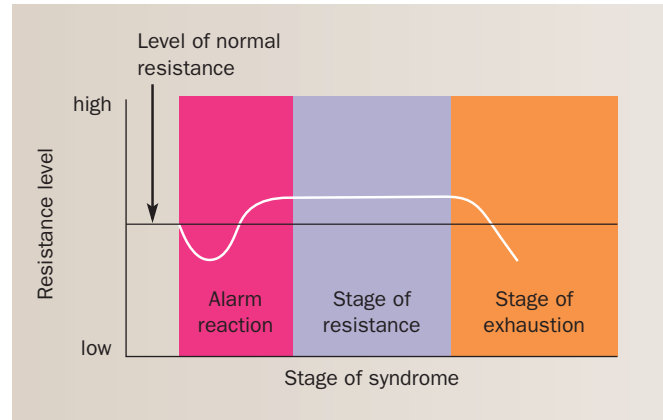 Level of normal
resistance
high
Resistance level
low
Alarm
reaction
Stage of
resistance
Stage of
exhaustion
Stage of syndrome